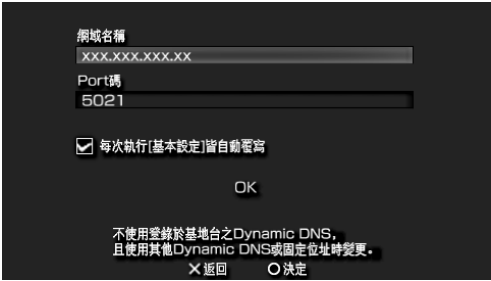 網域名稱
xxx.xxx.xxx.xx
Port碼
5021
每次執行[基本設定]皆自動覆寫
OK
不使用登錄於基地台之Dynamic DNS，
且使用其他Dynamic DNS或固定位址時變更。
返回 決定